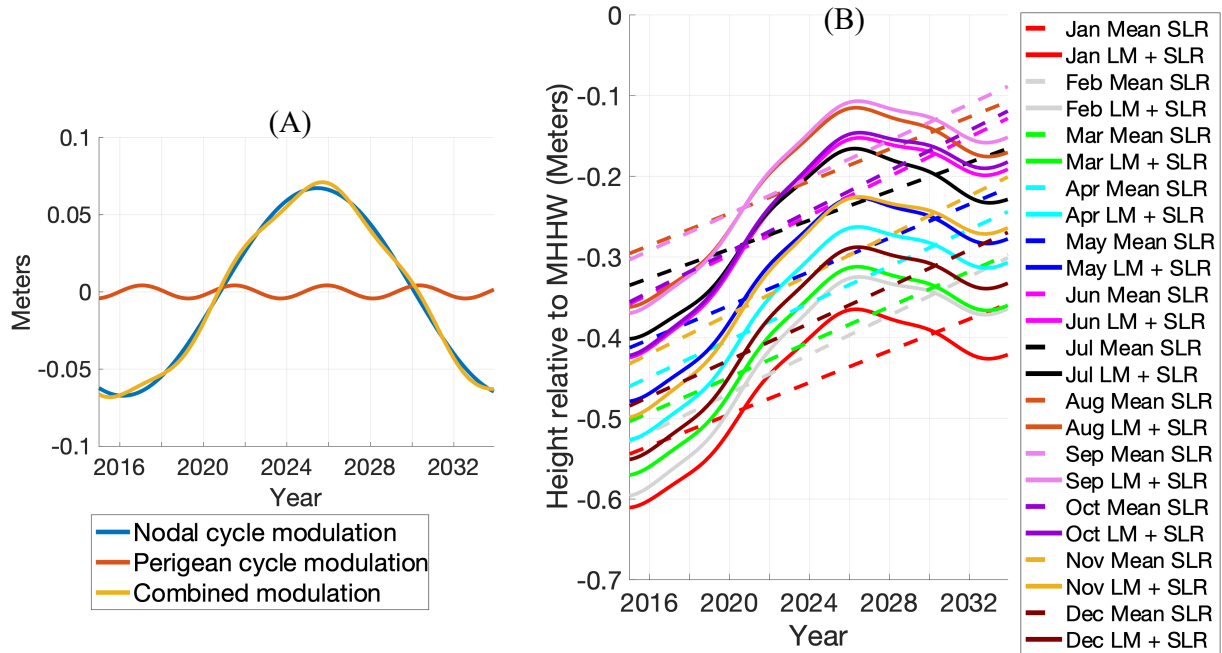 (A)
0.1
0.05
0
-0.05
-0.1
Meters
2016 2020 2024 2028 2032
Year
Nodal cycle modulation
Perigean cycle modulation
Combined modulation
(B)
0
-0.1
-0.2
-0.3
-0.4
-0.5
-0.6
-0.7
Height relative to MHHW (Meters)
2016 2020 2024 2028 2032
Year
Jan Mean SLR
Jan LM + SLR
Feb Mean SLR
Feb LM + SLR
Mar Mean SLR
Mar LM + SLR
Apr Mean SLR
Apr LM + SLR
May Mean SLR
May LM + SLR
Jun Mean SLR
Jun LM + SLR
Jul Mean SLR
Jul LM + SLR
Aug Mean SLR
Aug LM + SLR
Sep Mean SLR
Sep LM + SLR
Oct Mean SLR
Oct LM + SLR
Nov Mean SLR
Nov LM + SLR
Dec Mean SLR
Dec LM + SLR